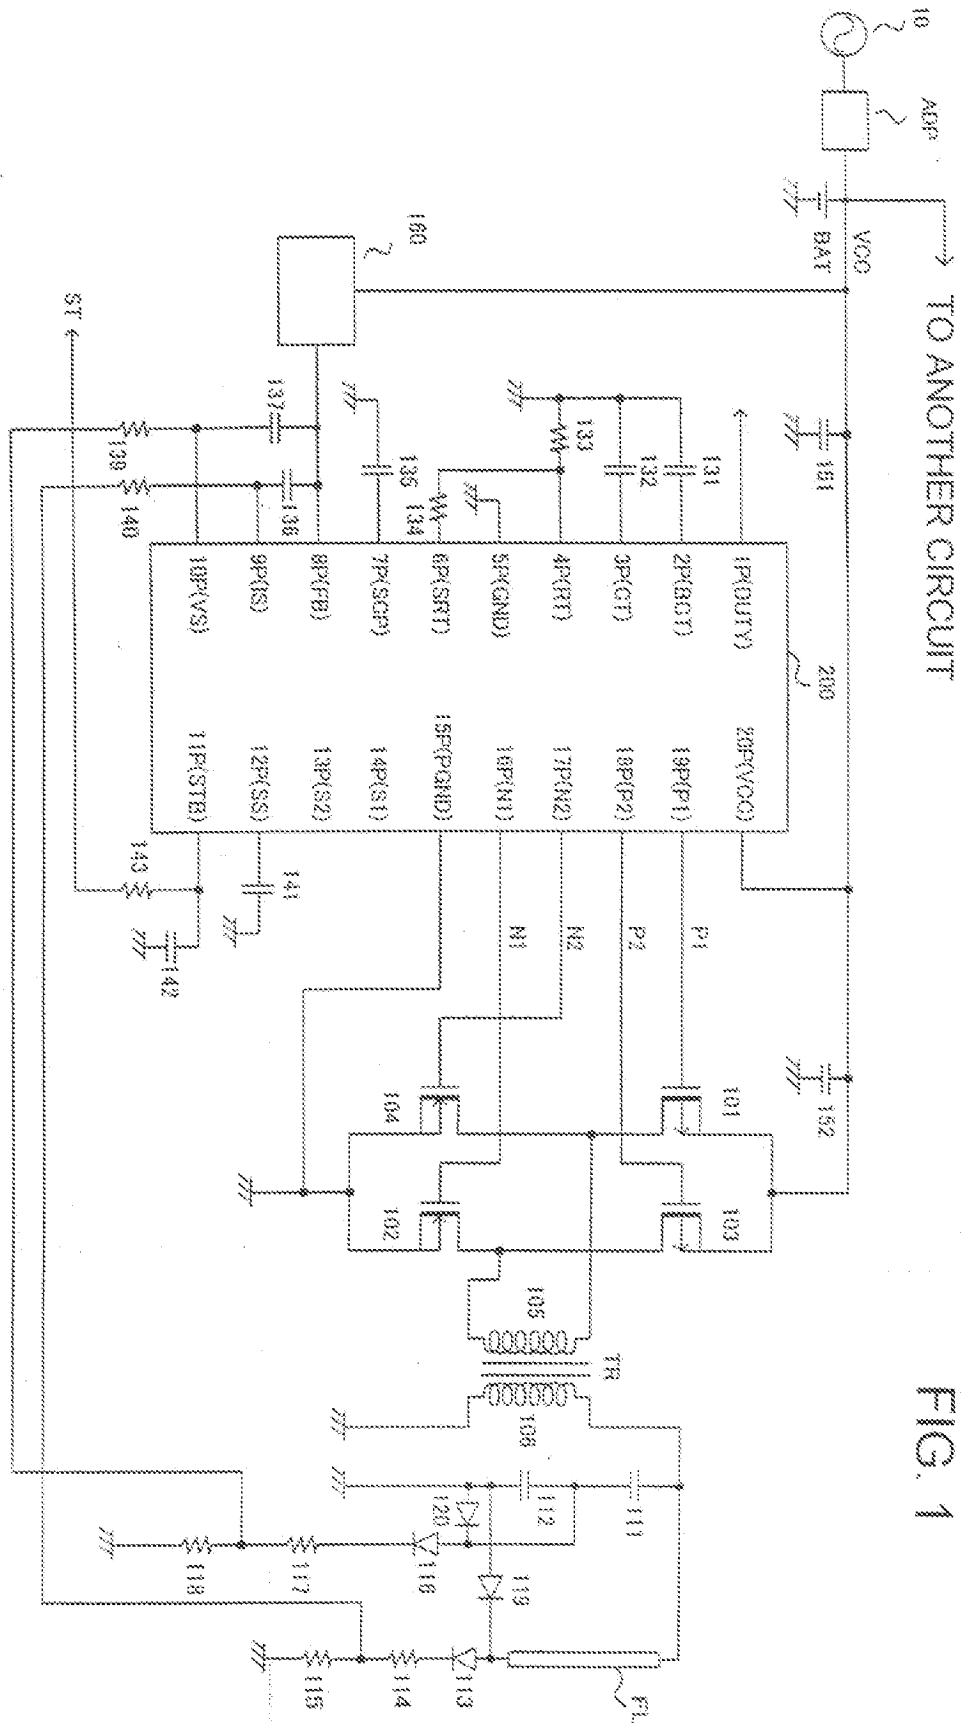 FIG. 1
10
ADP
TO ANOTHER CIRCUIT
VCC
BAT
151
152
160
ST
137
136
139
140
135
134
133
132
131
200
1P(DUTY)
2P(BCT)
3P(CT)
4P(RT)
5P(GND)
6P(SRT)
7P(SCP)
8P(FB)
9P(IS)
10P(VS)
20P(VCC)
19P(P1)
18P(P2)
17P(N2)
16P(N1)
15P(PGND)
14P(S1)
13P(S2)
12P(SS)
11P(STB)
143
141
142
P1
P2
N2
N1
101
103
104
102
105
TR
106
111
112
120
116
117
118
119
113
114
115
FL